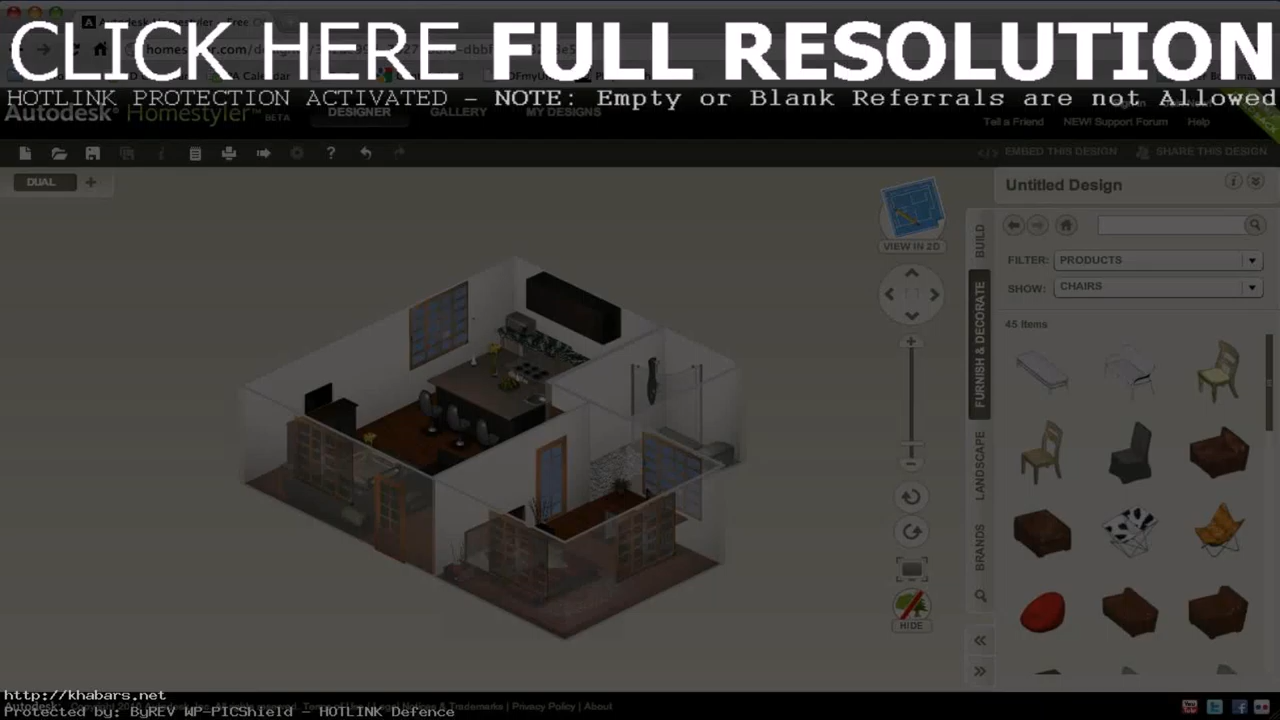 CLICK HERE FULL RESOLUTION
HOTLINK PROTECTION ACTIVATED – NOTE: Empty or Blank Referrals are not Allowed
Autodesk Homestyler™ BETA
DESIGNER GALLERY MY DESIGNS
Tell a Friend NEW! Support Forum Help
? EMBED THIS DESIGN SHARE THIS DESIGN
DUAL +
Untitled Design
VIEW IN 2D
BUILD
FURNISH & DECORATE
LANDSCAPE
BRANDS
FILTER: PRODUCTS
SHOW: CHAIRS
45 Items
HIDE
http://khabars.net
Protected by: ByREV WP-PICShield – HOTLINK Defence
Privacy Policy | About